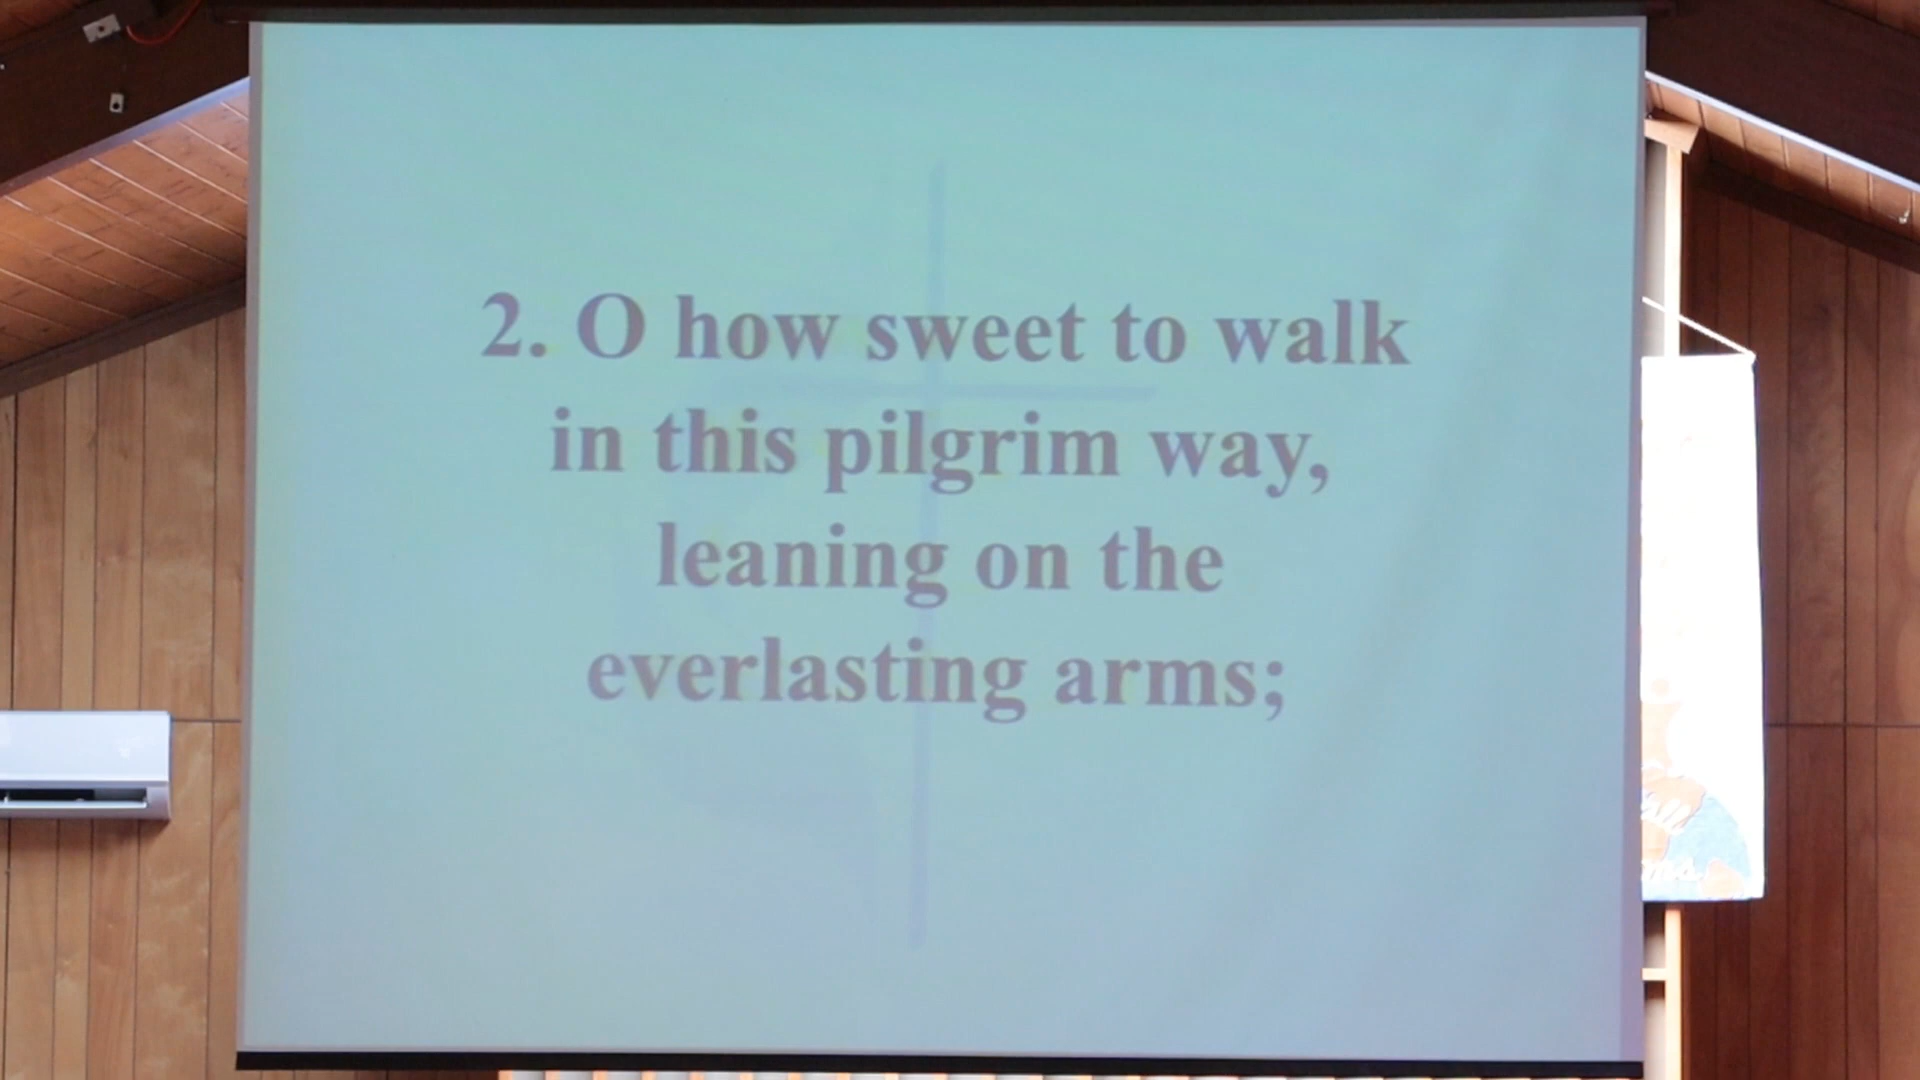 2. O how sweet to walk
in this pilgrim way,
leaning on the
everlasting arms;